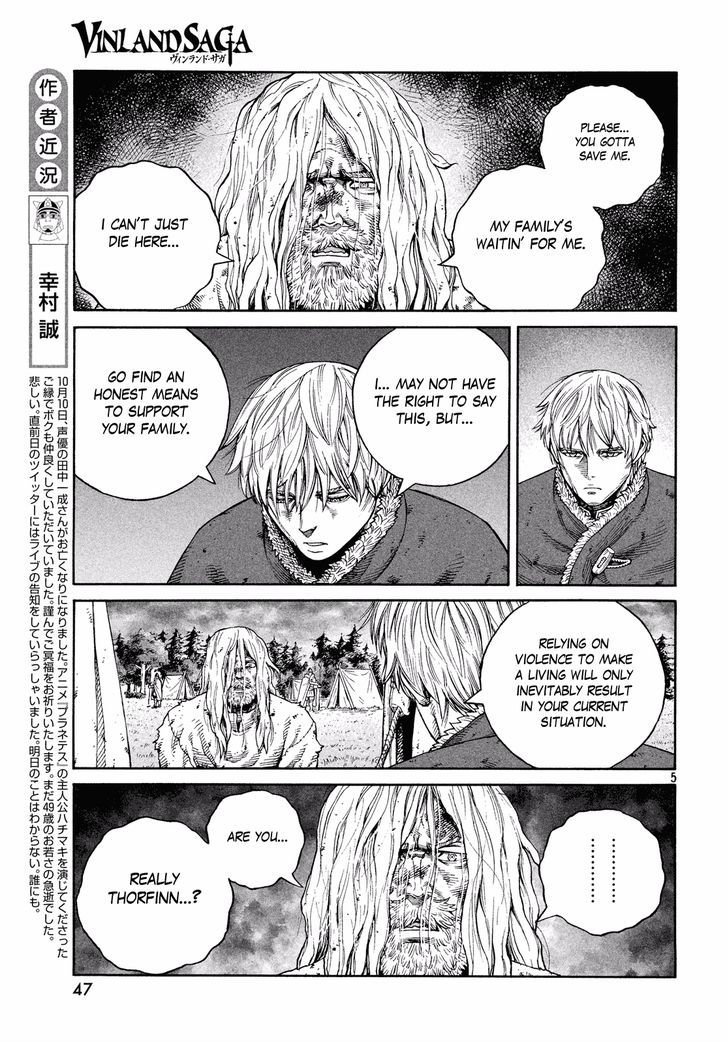 VINLAND SAGA
ヴィンランド・サガ
PLEASE...
YOU GOTTA
SAVE ME.
MY FAMILY'S
WAITIN' FOR ME.
I CAN'T JUST
DIE HERE...
I... MAY NOT HAVE
THE RIGHT TO SAY
THIS, BUT...
GO FIND AN
HONEST MEANS
TO SUPPORT
YOUR FAMILY.
RELYING ON
VIOLENCE TO MAKE
A LIVING WILL ONLY
INEVITABLY RESULT
IN YOUR CURRENT
SITUATION.
5
.........
ARE YOU...
REALLY
THORFINN...?
作者近況
幸村誠
10月10日、声優の田中一成さんがお亡くなりになりました。アニメ『プラネテス』の主人公ハチマキを演じてくださった
ご縁でボクも仲良くしていただいていました。謹んでご冥福をお祈りいたします。まだ49歳のお若さの急逝でした。
悲しい。直前日のツイッターにはライブの告知をしていらっしゃいました。明日のことはわからない。誰にも。
47